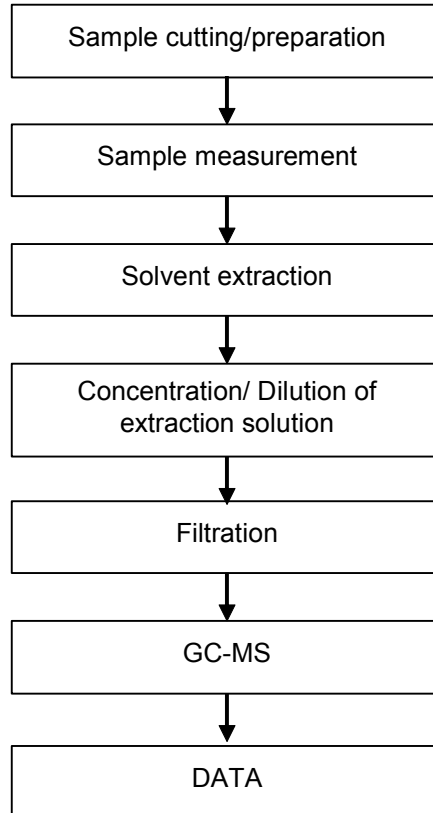 Sample cutting/preparation
Sample measurement
Solvent extraction
Concentration/ Dilution of
extraction solution
Filtration
GC-MS
DATA